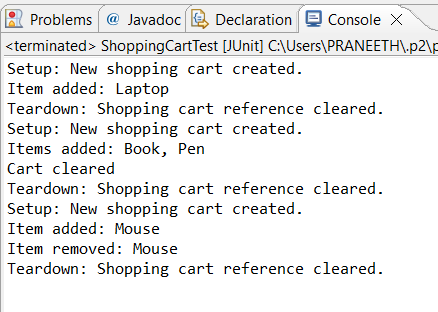 Problems @ Javadoc Declaration Console
<terminated> ShoppingCartTest [JUnit] C:\Users\PRANEETH\.p2\p
Setup: New shopping cart created.
Item added: Laptop
Teardown: Shopping cart reference cleared.
Setup: New shopping cart created.
Items added: Book, Pen
Cart cleared
Teardown: Shopping cart reference cleared.
Setup: New shopping cart created.
Item added: Mouse
Item removed: Mouse
Teardown: Shopping cart reference cleared.